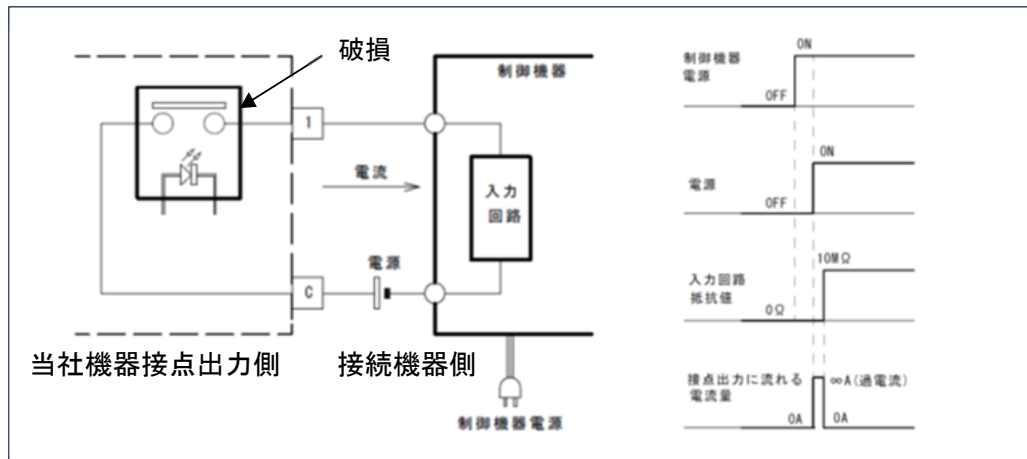 破損
制御機器
1
電流
入力
回路
電源
C
当社機器接点出力側
接続機器側
制御機器電源
制御機器
電源
ON
OFF
電源
ON
OFF
入力回路
抵抗値
10MΩ
0Ω
接点出力に流れる
電流量
∞A(過電流)
0A
0A